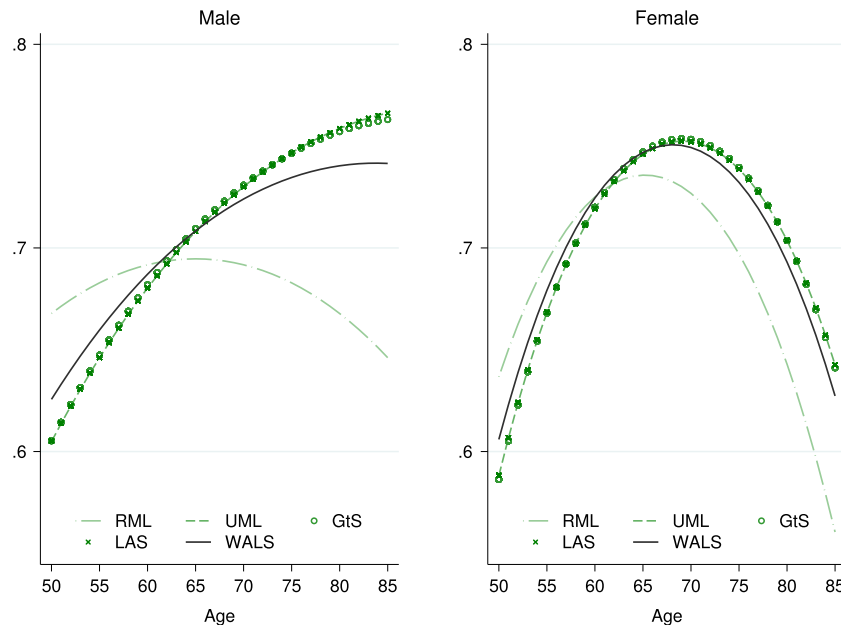 Male
.8
.7
.6
RML UML GtS
LAS WALS
50 55 60 65 70 75 80 85
Age
Female
.8
.7
.6
RML UML GtS
LAS WALS
50 55 60 65 70 75 80 85
Age